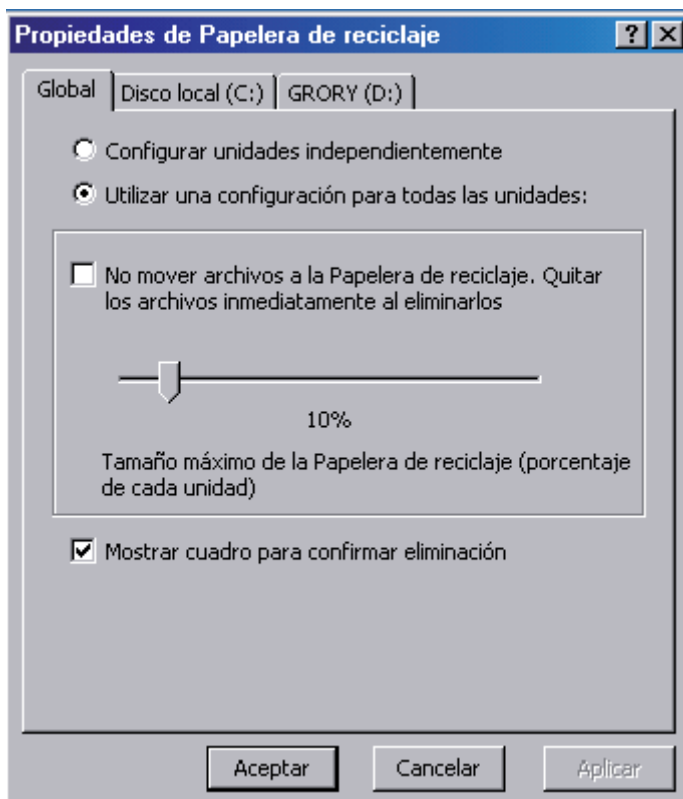 Propiedades de Papelera de reciclaje
Global
Disco local (C:)
GRORY (D:)
Configurar unidades independientemente
Utilizar una configuración para todas las unidades:
No mover archivos a la Papelera de reciclaje. Quitar
los archivos inmediatamente al eliminarlos
10%
Tamaño máximo de la Papelera de reciclaje (porcentaje
de cada unidad)
Mostrar cuadro para confirmar eliminación
Aceptar
Cancelar
Aplicar